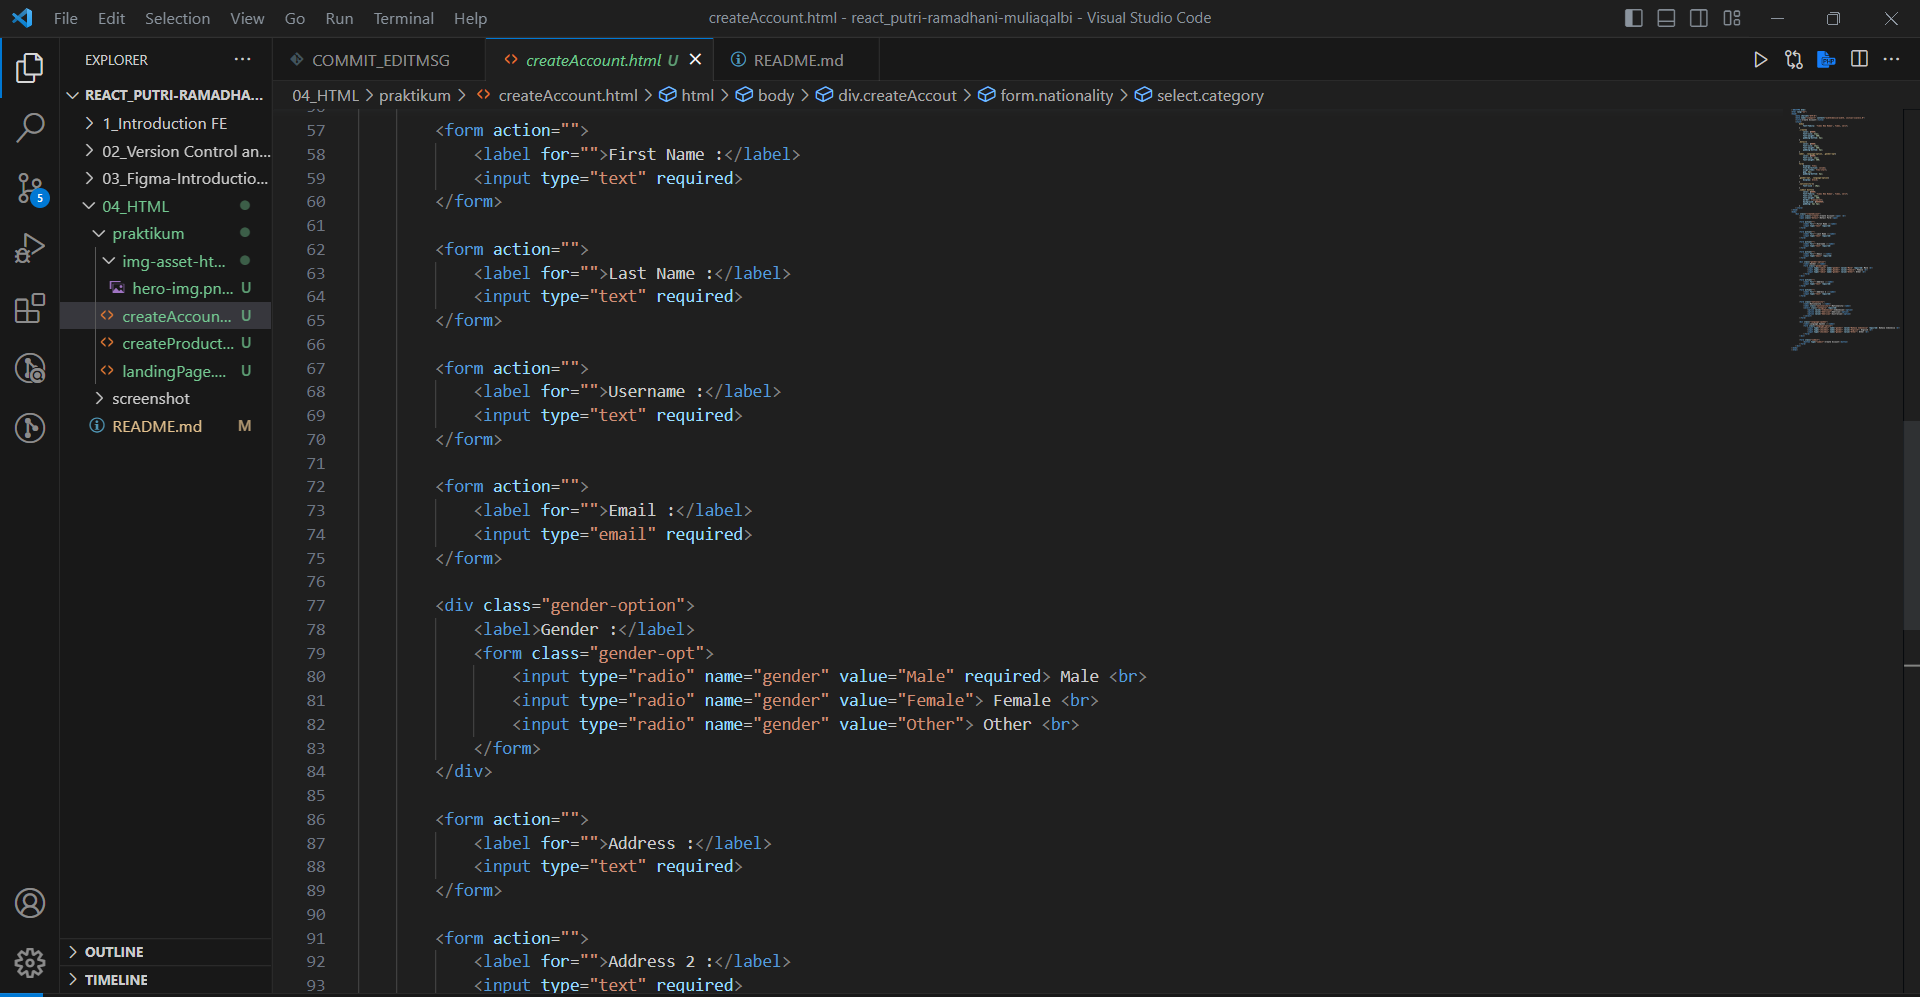 File Edit Selection View Go Run Terminal Help
createAccount.html - react_putri-ramadhani-muliaqalbi - Visual Studio Code
EXPLORER
COMMIT_EDITMSG
createAccount.html U
README.md
REACT_PUTRI-RAMADHA...
04_HTML > praktikum > createAccount.html > html > body > div.createAccout > form.nationality > select.category
1_Introduction FE
02_Version Control an...
03_Figma-Introductio...
04_HTML
praktikum
img-asset-ht...
hero-img.pn... U
createAccoun... U
createProduct... U
landingPage.... U
screenshot
README.md M
5
OUTLINE
TIMELINE
57 <form action="">
58 <label for="">First Name :</label>
59 <input type="text" required>
60 </form>
61
62 <form action="">
63 <label for="">Last Name :</label>
64 <input type="text" required>
65 </form>
66
67 <form action="">
68 <label for="">Username :</label>
69 <input type="text" required>
70 </form>
71
72 <form action="">
73 <label for="">Email :</label>
74 <input type="email" required>
75 </form>
76
77 <div class="gender-option">
78 <label>Gender :</label>
79 <form class="gender-opt">
80 <input type="radio" name="gender" value="Male" required> Male <br>
81 <input type="radio" name="gender" value="Female"> Female <br>
82 <input type="radio" name="gender" value="Other"> Other <br>
83 </form>
84 </div>
85
86 <form action="">
87 <label for="">Address :</label>
88 <input type="text" required>
89 </form>
90
91 <form action="">
92 <label for="">Address 2 :</label>
93 <input type="text" required>